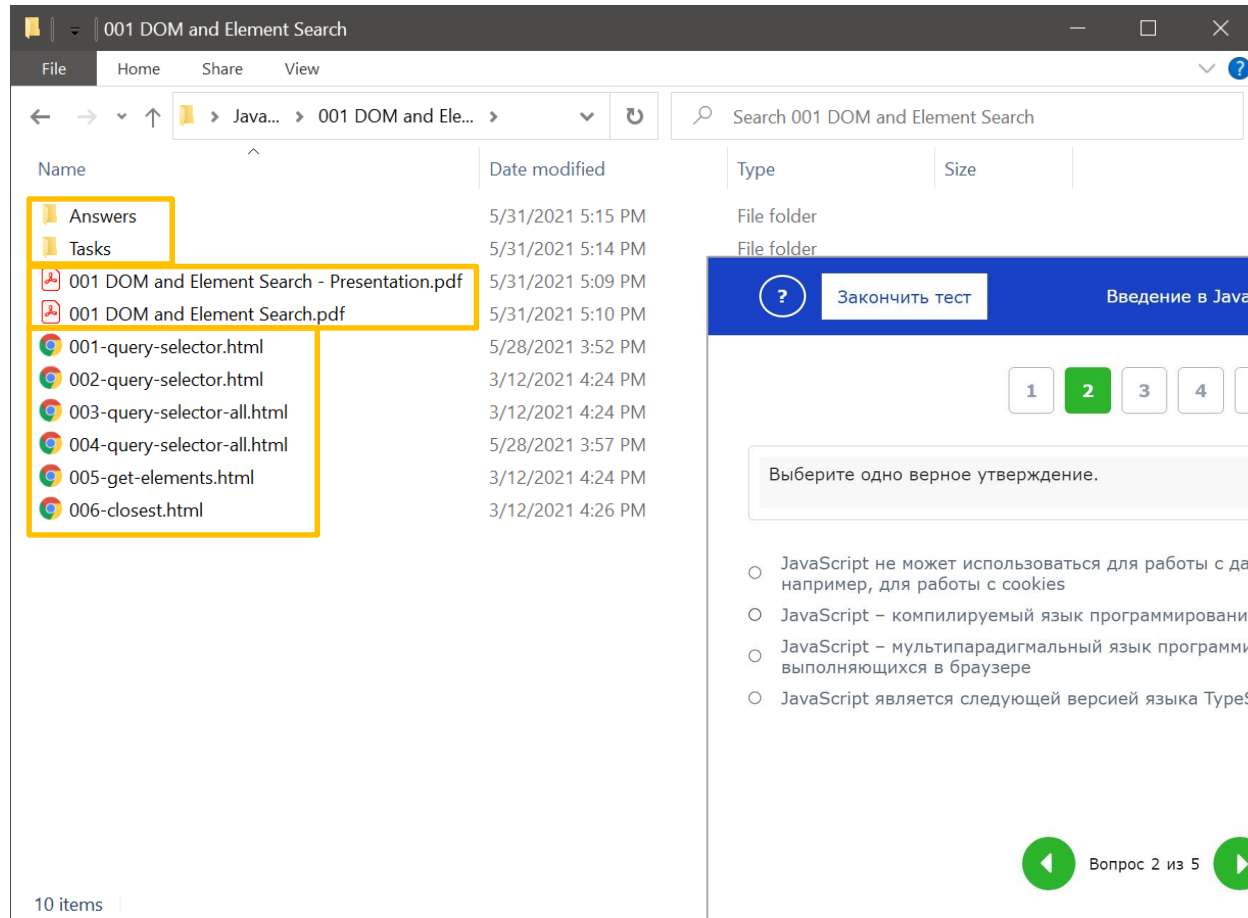 001 DOM and Element Search
File Home Share View
Java... 001 DOM and Ele...
Search 001 DOM and Element Search
Name Date modified Type Size
Answers 5/31/2021 5:15 PM File folder
Tasks 5/31/2021 5:14 PM File folder
001 DOM and Element Search - Presentation.pdf 5/31/2021 5:09 PM
001 DOM and Element Search.pdf 5/31/2021 5:10 PM
001-query-selector.html 5/28/2021 3:52 PM
002-query-selector.html 3/12/2021 4:24 PM
003-query-selector-all.html 3/12/2021 4:24 PM
004-query-selector-all.html 5/28/2021 3:57 PM
005-get-elements.html 3/12/2021 4:24 PM
006-closest.html 3/12/2021 4:26 PM
10 items
? Закончить тест Введение в Java
1 2 3 4
Выберите одно верное утверждение.
JavaScript не может использоваться для работы с да
например, для работы с cookies
JavaScript – компилируемый язык программировани
JavaScript – мультипарадигмальный язык программи
выполняющихся в браузере
JavaScript является следующей версией языка TypeS
Вопрос 2 из 5